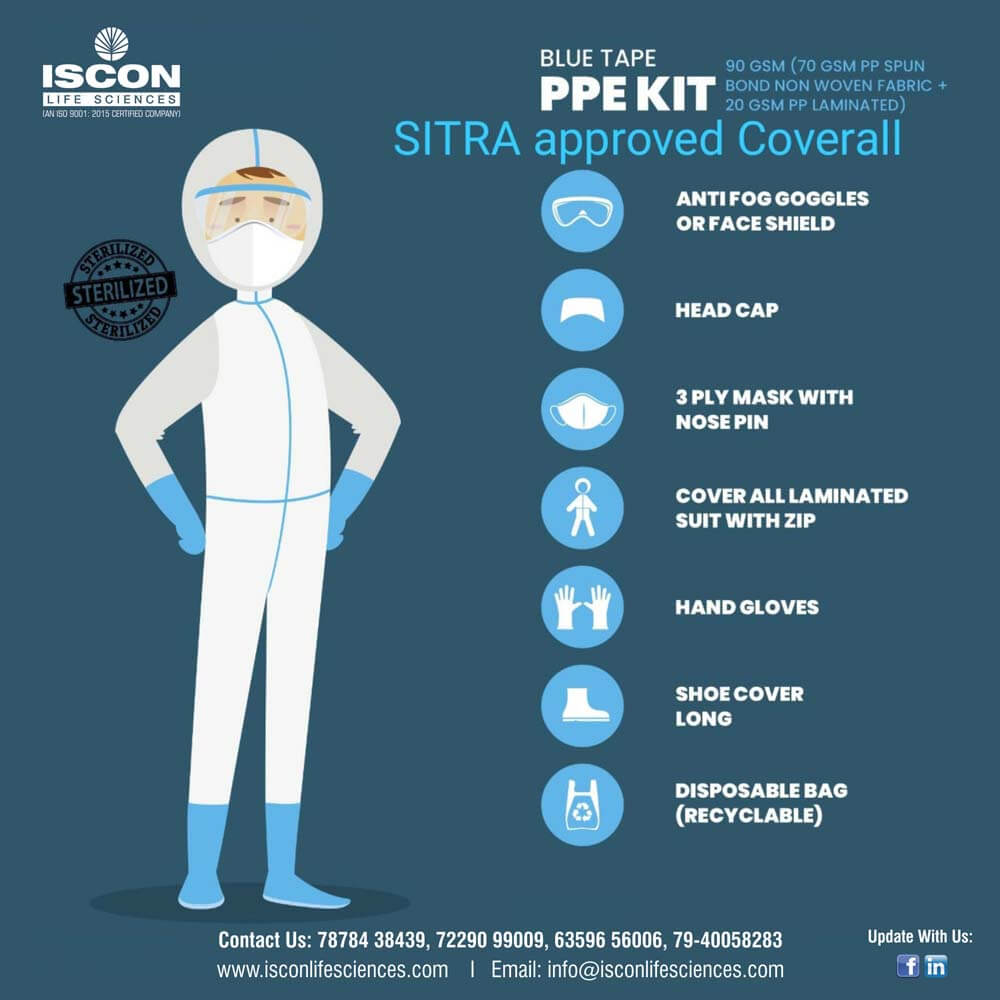 ISCON
LIFE SCIENCES
(AN ISO 9001: 2015 CERTIFIED COMPANY)
BLUE TAPE
PPE KIT
90 GSM (70 GSM PP SPUN
BOND NON WOVEN FABRIC +
20 GSM PP LAMINATED)
SITRA approved Coverall
ANTI FOG GOGGLES
OR FACE SHIELD
STERILIZED
STERILIZED
STERILIZED
HEAD CAP
3 PLY MASK WITH
NOSE PIN
COVER ALL LAMINATED
SUIT WITH ZIP
HAND GLOVES
SHOE COVER
LONG
DISPOSABLE BAG
(RECYCLABLE)
Contact Us: 78784 38439, 72290 99009, 63596 56006, 79-40058283
www.isconlifesciences.com | Email: info@isconlifesciences.com
Update With Us:
f in